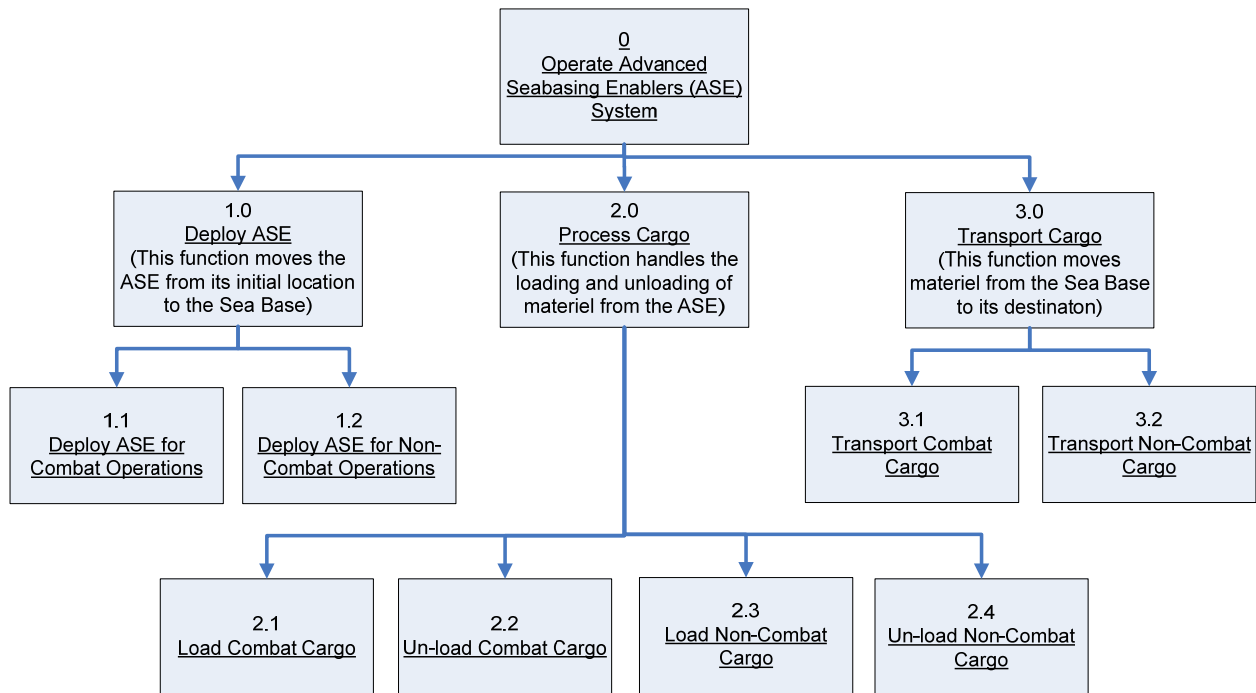 0
Operate Advanced
Seabasing Enablers (ASE)
System
1.0
Deploy ASE
(This function moves the
ASE from its initial location
to the Sea Base)
2.0
Process Cargo
(This function handles the
loading and unloading of
materiel from the ASE)
3.0
Transport Cargo
(This function moves
materiel from the Sea Base
to its destinaton)
1.1
Deploy ASE for
Combat Operations
1.2
Deploy ASE for Non-
Combat Operations
3.1
Transport Combat
Cargo
3.2
Transport Non-Combat
Cargo
2.1
Load Combat Cargo
2.2
Un-load Combat Cargo
2.3
Load Non-Combat
Cargo
2.4
Un-load Non-Combat
Cargo